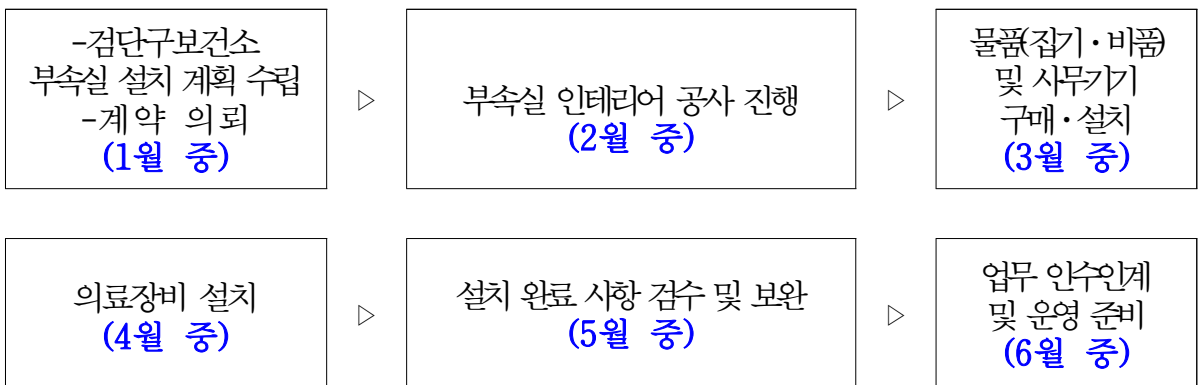 -검단구보건소
부속실 설치 계획 수립
-계약 의뢰
(1월 중)
▷
부속실 인테리어 공사 진행
(2월 중)
▷
물품(집기·비품)
및 사무기기
구매·설치
(3월 중)
의료장비 설치
(4월 중)
▷
설치 완료 사항 검수 및 보완
(5월 중)
▷
업무 인수인계
및 운영 준비
(6월 중)